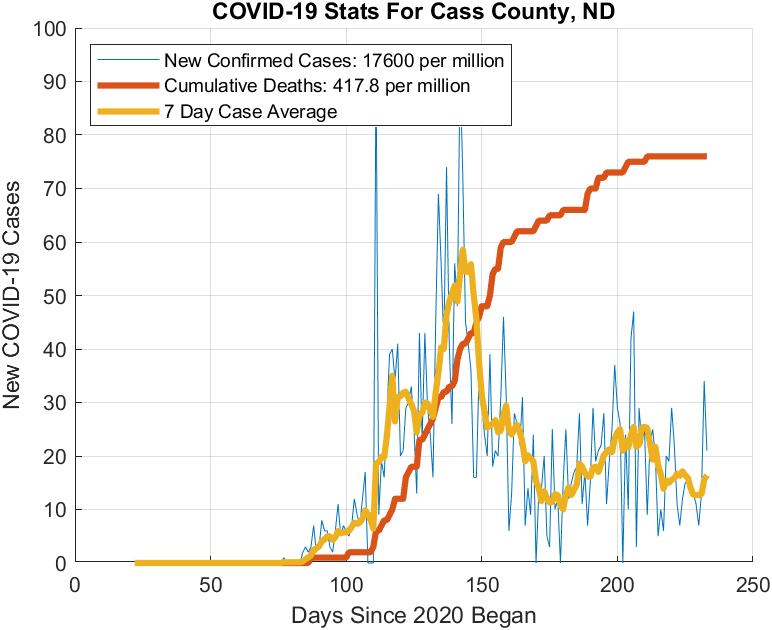 COVID-19 Stats For Cass County, ND
New Confirmed Cases: 17600 per million
Cumulative Deaths: 417.8 per million
7 Day Case Average
New COVID-19 Cases
100
90
80
70
60
50
40
30
20
10
0
0 50 100 150 200 250
Days Since 2020 Began